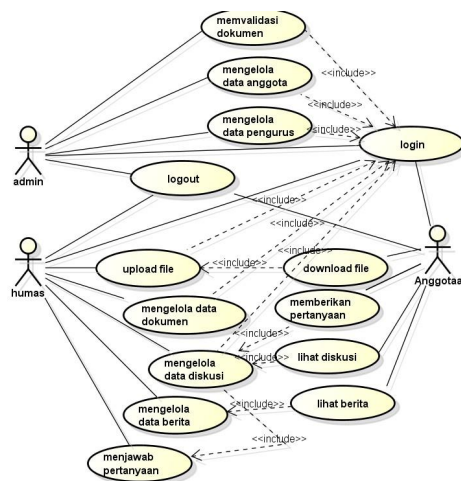 memvalidasi
dokumen
<<include>>
mengelola
data anggota
<<include>>
mengelola
data pengurus
<<include>>
login
admin
logout
<<include>>
<<include>>
<<include>>
upload file
<<include>>
download file
humas
Anggotaa
mengelola data
dokumen
memberikan
pertanyaan
<<include>>
mengelola
data diskusi
<<include>>
lihat diskusi
mengelola
data berita
<<include>>
lihat berita
<<include>>
menjawab
pertanyaan